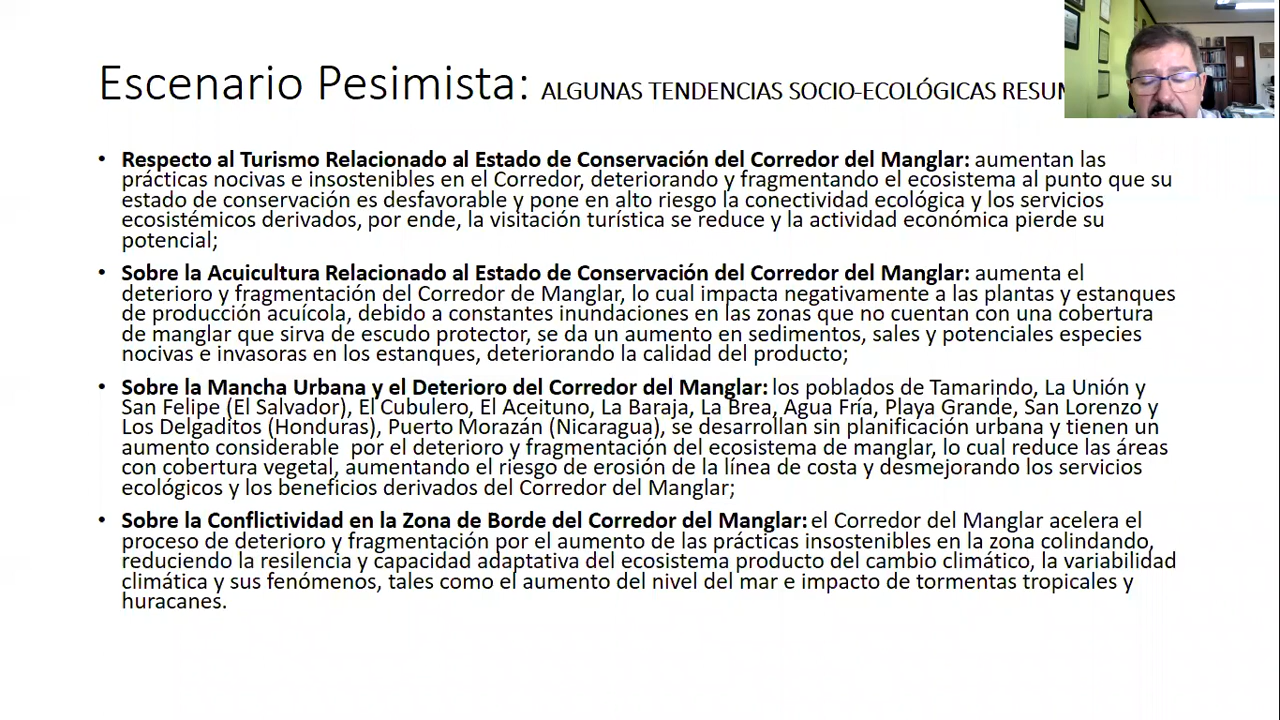 Escenario Pesimista: ALGUNAS TENDENCIAS SOCIO-ECOLÓGICAS
• Respecto al Turismo Relacionado al Estado de Conservación del Corredor del Manglar: aumentan las
prácticas nocivas e insostenibles en el Corredor, deteriorando y fragmentando el ecosistema al punto que su
estado de conservación es desfavorable y pone en alto riesgo la conectividad ecológica y los servicios
ecosistémicos derivados, por ende, la visitación turística se reduce y la actividad económica pierde su
potencial;
• Sobre la Acuicultura Relacionado al Estado de Conservación del Corredor del Manglar: aumenta el
deterioro y fragmentación del Corredor de Manglar, lo cual impacta negativamente a las plantas y estanques
de producción acuícola, debido a constantes inundaciones en las zonas que no cuentan con una cobertura
de manglar que sirva de escudo protector, se da un aumento en sedimentos, sales y potenciales especies
nocivas e invasoras en los estanques, deteriorando la calidad del producto;
• Sobre la Mancha Urbana y el Deterioro del Corredor del Manglar: los poblados de Tamarindo, La Unión y
San Felipe (El Salvador), El Cubulero, El Aceituno, La Baraja, La Brea, Agua Fría, Playa Grande, San Lorenzo y
Los Delgaditos (Honduras), Puerto Morazán (Nicaragua), se desarrollan sin planificación urbana y tienen un
aumento considerable por el deterioro y fragmentación del ecosistema de manglar, lo cual reduce las áreas
con cobertura vegetal, aumentando el riesgo de erosión de la línea de costa y desmejorando los servicios
ecológicos y los beneficios derivados del Corredor del Manglar;
• Sobre la Conflictividad en la Zona de Borde del Corredor del Manglar: el Corredor del Manglar acelera el
proceso de deterioro y fragmentación por el aumento de las prácticas insostenibles en la zona colindando,
reduciendo la resilencia y capacidad adaptativa del ecosistema producto del cambio climático, la variabilidad
climática y sus fenómenos, tales como el aumento del nivel del mar e impacto de tormentas tropicales y
huracanes.